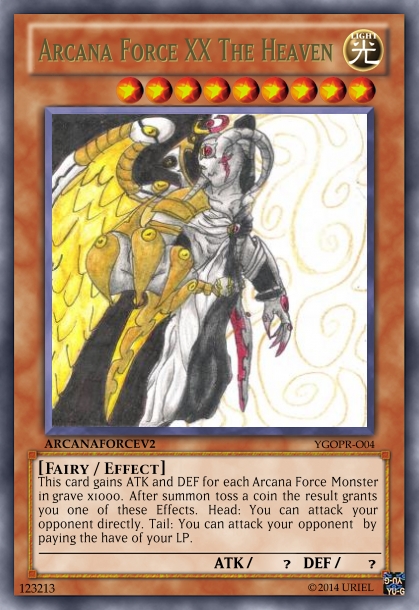 Arcana Force XX The Heaven
LIGHT
光
ARCANAFORCEV2
YGOPR-O04
[Fairy / Effect]
This card gains ATK and DEF for each Arcana Force Monster
in grave x1000. After summon toss a coin the result grants
you one of these Effects. Head: You can attack your
opponent directly. Tail: You can attack your opponent by
paying the have of your LP.
ATK / ? DEF / ?
123213
©2014 URIEL
YU-G